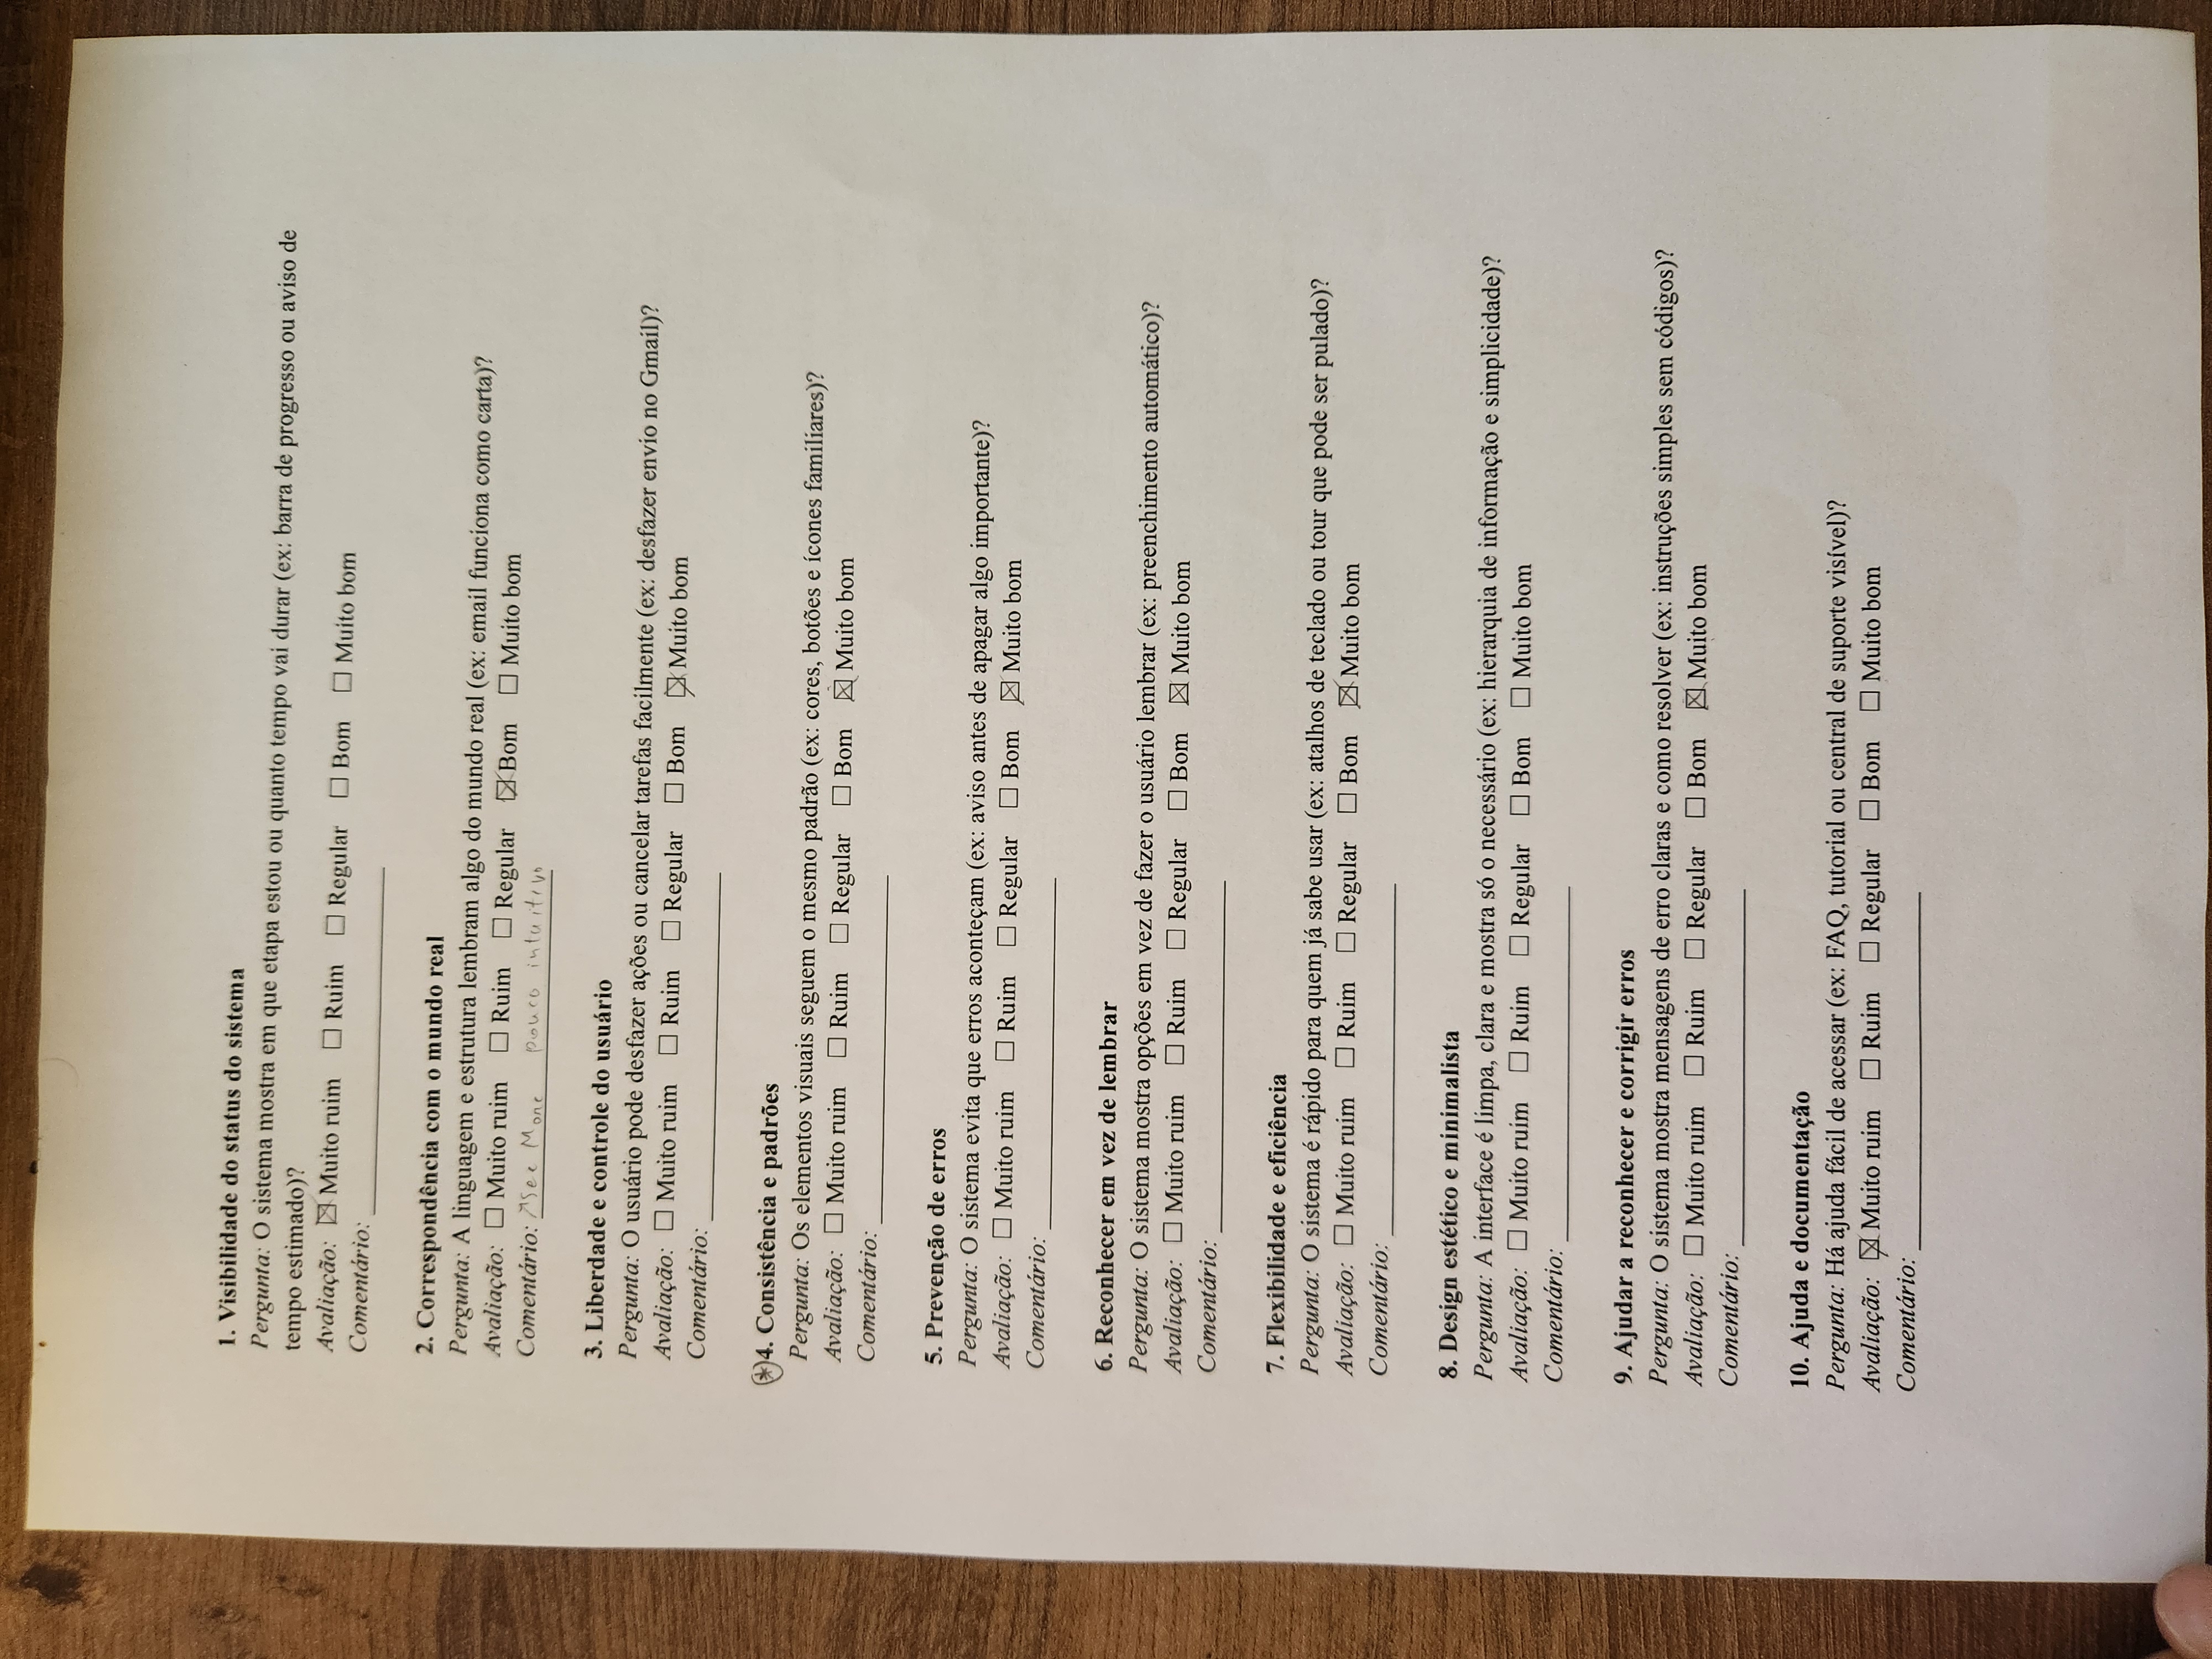 1. Visibilidade do status do sistema
Pergunta: O sistema mostra em que etapa estou ou quanto tempo vai durar (ex: barra de progresso ou aviso de
tempo estimado)?
Avaliação: ☒ Muito ruim ☐ Ruim ☐ Regular ☐ Bom ☐ Muito bom
Comentário:
2. Correspondência com o mundo real
Pergunta: A linguagem e estrutura lembram algo do mundo real (ex: email funciona como carta)?
Avaliação: ☐ Muito ruim ☐ Ruim ☐ Regular ☒ Bom ☐ Muito bom
Comentário: ↗See More pouco intuitivo
3. Liberdade e controle do usuário
Pergunta: O usuário pode desfazer ações ou cancelar tarefas facilmente (ex: desfazer envio no Gmail)?
Avaliação: ☐ Muito ruim ☐ Ruim ☐ Regular ☐ Bom ☒ Muito bom
Comentário:
*4. Consistência e padrões
Pergunta: Os elementos visuais seguem o mesmo padrão (ex: cores, botões e ícones familiares)?
Avaliação: ☐ Muito ruim ☐ Ruim ☐ Regular ☐ Bom ☒ Muito bom
Comentário:
5. Prevenção de erros
Pergunta: O sistema evita que erros aconteçam (ex: aviso antes de apagar algo importante)?
Avaliação: ☐ Muito ruim ☐ Ruim ☐ Regular ☐ Bom ☒ Muito bom
Comentário:
6. Reconhecer em vez de lembrar
Pergunta: O sistema mostra opções em vez de fazer o usuário lembrar (ex: preenchimento automático)?
Avaliação: ☐ Muito ruim ☐ Ruim ☐ Regular ☐ Bom ☒ Muito bom
Comentário:
7. Flexibilidade e eficiência
Pergunta: O sistema é rápido para quem já sabe usar (ex: atalhos de teclado ou tour que pode ser pulado)?
Avaliação: ☐ Muito ruim ☐ Ruim ☐ Regular ☐ Bom ☒ Muito bom
Comentário:
8. Design estético e minimalista
Pergunta: A interface é limpa, clara e mostra só o necessário (ex: hierarquia de informação e simplicidade)?
Avaliação: ☐ Muito ruim ☐ Ruim ☐ Regular ☐ Bom ☐ Muito bom
Comentário:
9. Ajudar a reconhecer e corrigir erros
Pergunta: O sistema mostra mensagens de erro claras e como resolver (ex: instruções simples sem códigos)?
Avaliação: ☐ Muito ruim ☐ Ruim ☐ Regular ☐ Bom ☒ Muito bom
Comentário:
10. Ajuda e documentação
Pergunta: Há ajuda fácil de acessar (ex: FAQ, tutorial ou central de suporte visível)?
Avaliação: ☒ Muito ruim ☐ Ruim ☐ Regular ☐ Bom ☐ Muito bom
Comentário: